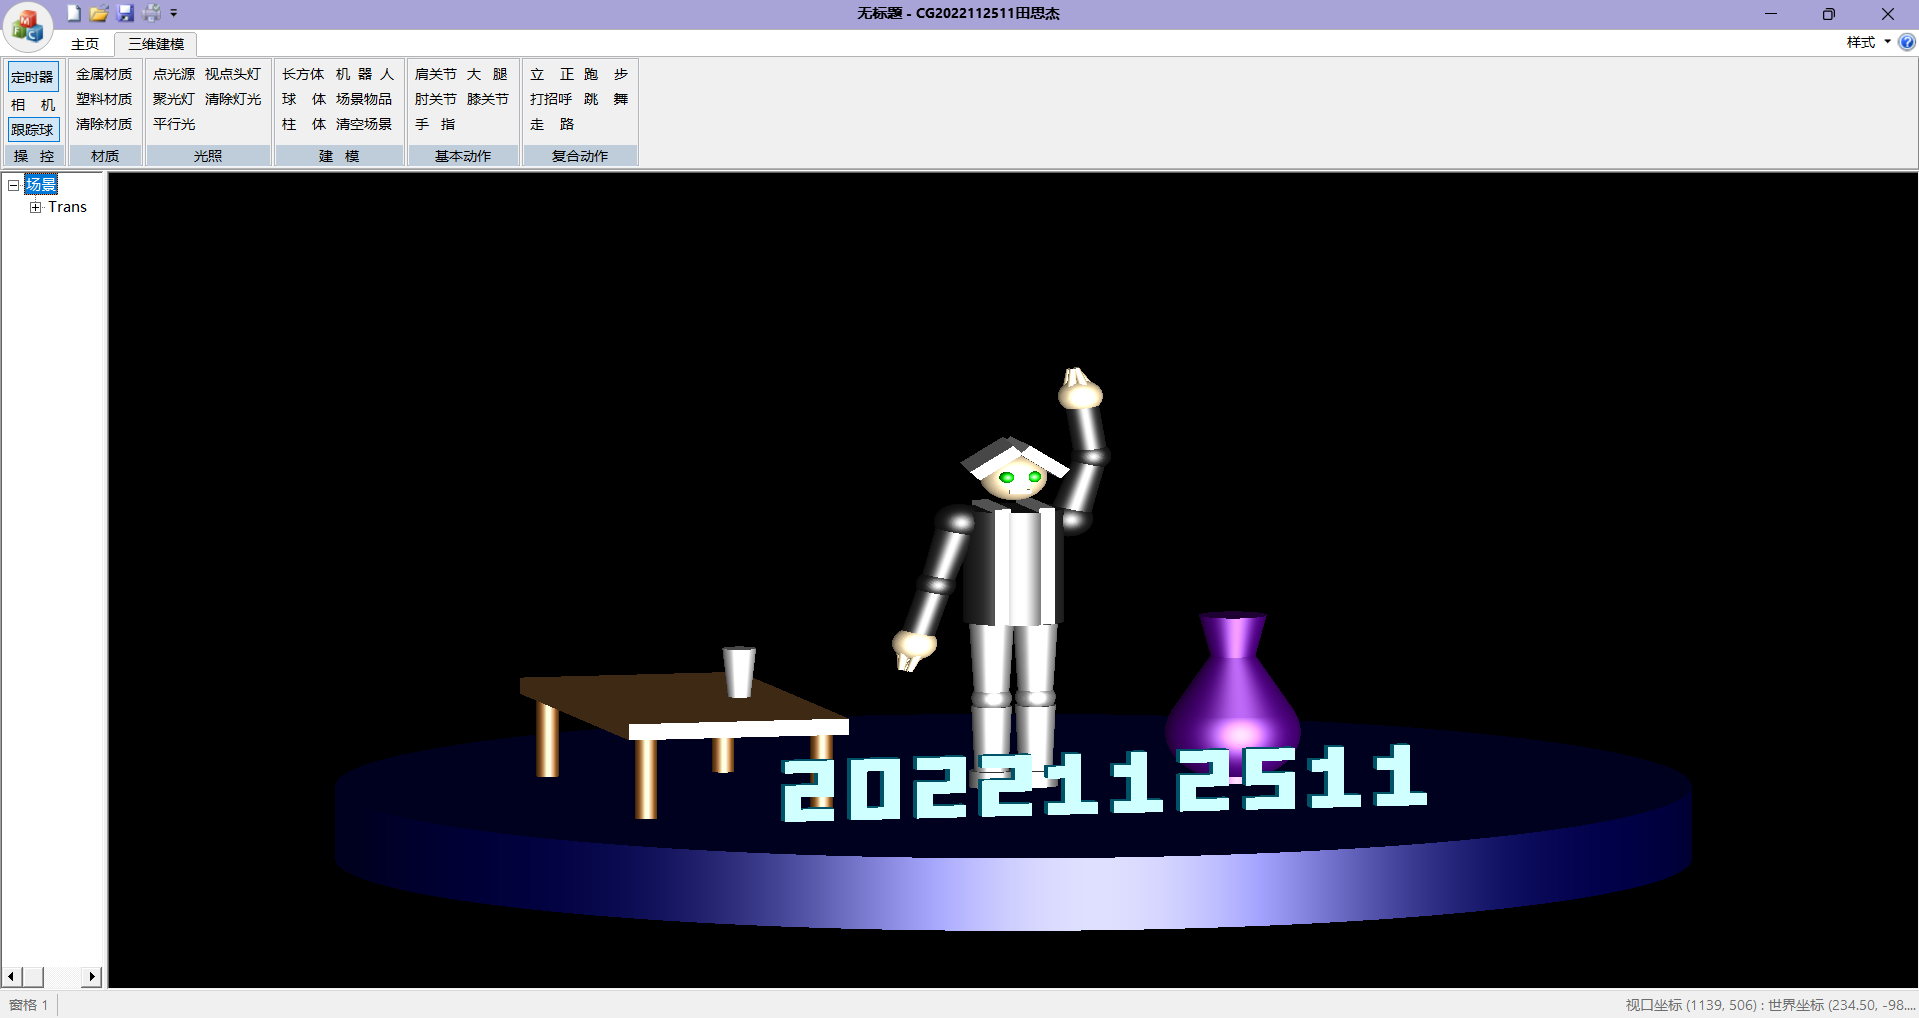 无标题 - CG2022112511田思杰
主页 三维建模 样式
定时器 金属材质 点光源 视点头灯 长方体 机 器 人 肩关节 大 腿 立 正 跑 步
相 机 塑料材质 聚光灯 清除灯光 球 体 场景物品 肘关节 膝关节 打招呼 跳 舞
跟踪球 清除材质 平行光 柱 体 清空场景 手 指 走 路
操 控 材质 光照 建 模 基本动作 复合动作
场景
Trans
2022112511
窗格 1 视口坐标 (1139, 506) : 世界坐标 (234.50, -98....